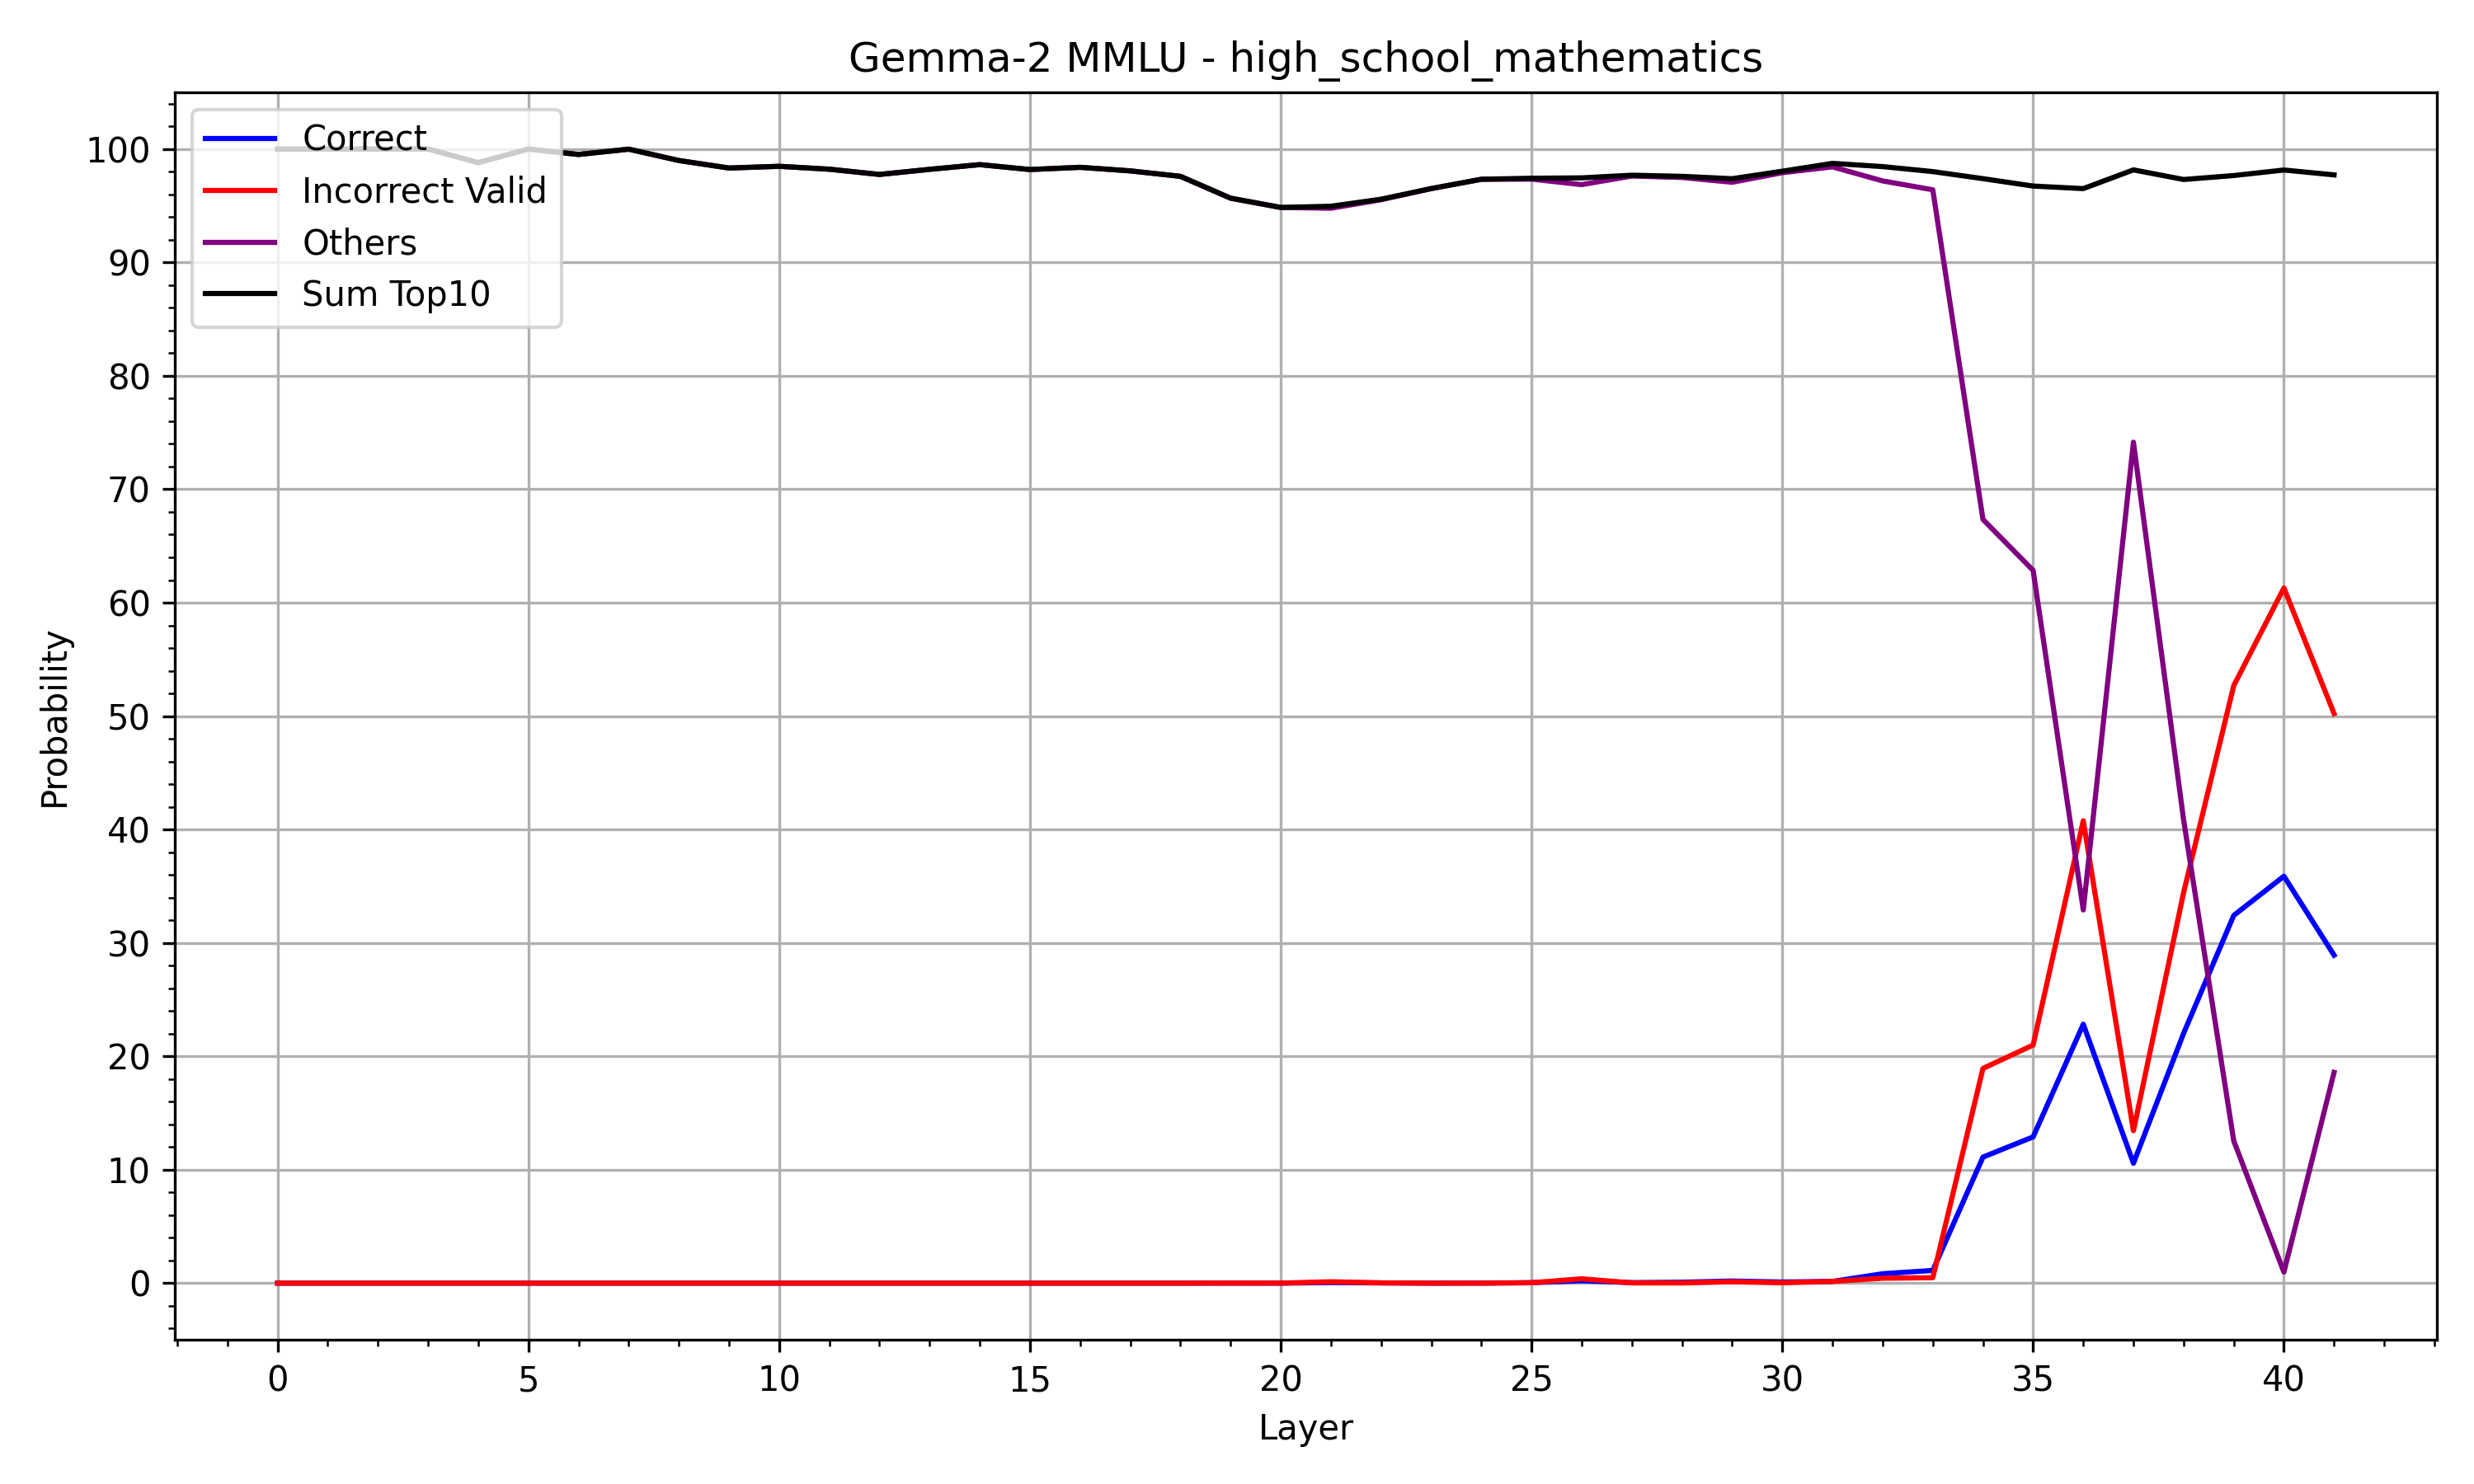 Gemma-2 MMLU - high_school_mathematics
Correct
Incorrect Valid
Others
Sum Top10
100
90
80
70
60
50
40
30
20
10
0
Probability
0 5 10 15 20 25 30 35 40
Layer